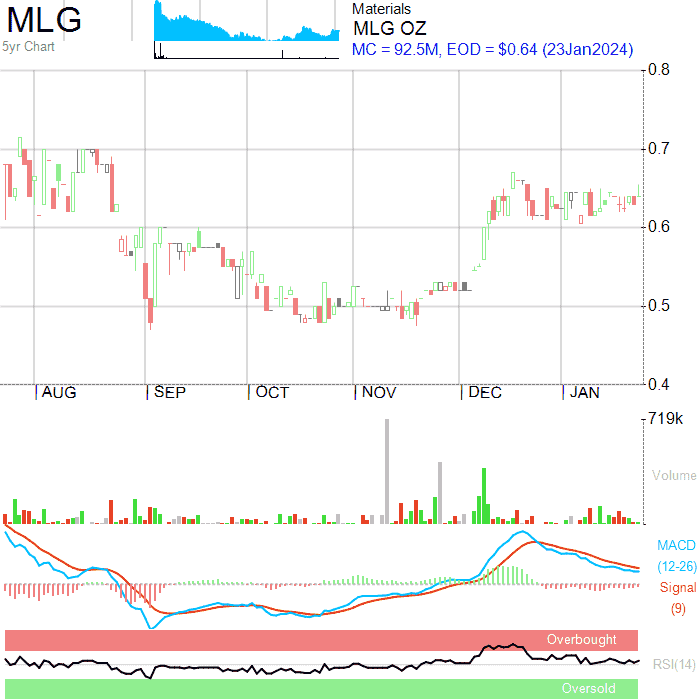 MLG
5yr Chart
Materials
MLG OZ
MC = 92.5M, EOD = $0.64 (23Jan2024)
0.8
0.7
0.6
0.5
0.4
AUG
SEP
OCT
NOV
DEC
JAN
719k
Volume
MACD
(12-26)
Signal
(9)
Overbought
RSI(14)
Oversold